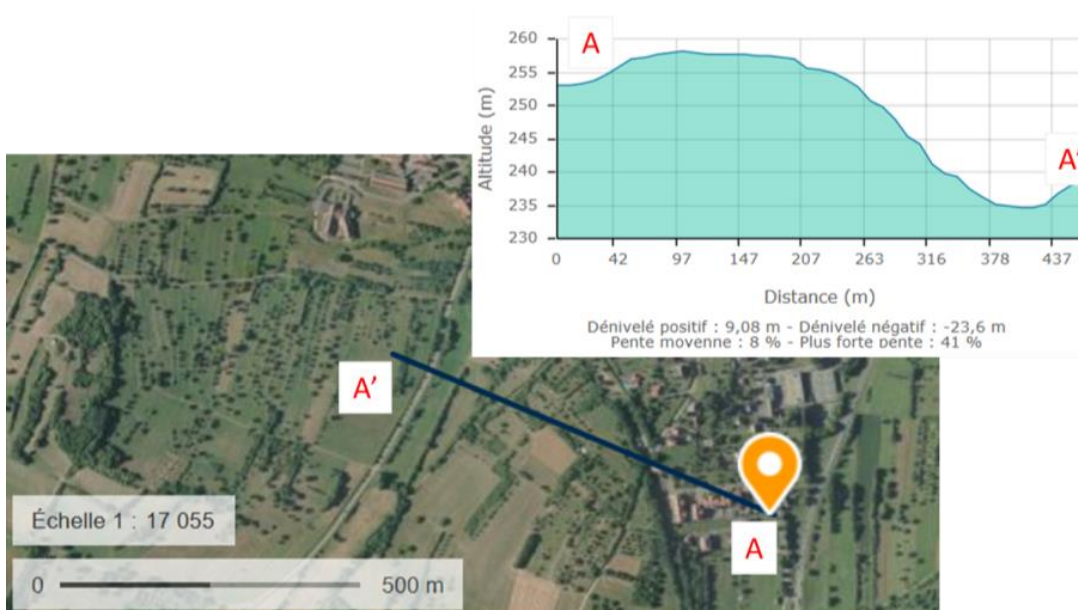 260
A
255
250
245
240
A'
235
230
Altitude (m)
0 42 97 147 207 263 316 378 437
Distance (m)
Dénivelé positif : 9,08 m - Dénivelé négatif : -23,6 m
Pente moyenne : 8 % - Plus forte pente : 41 %
A'
A
Échelle 1 : 17 055
0 500 m